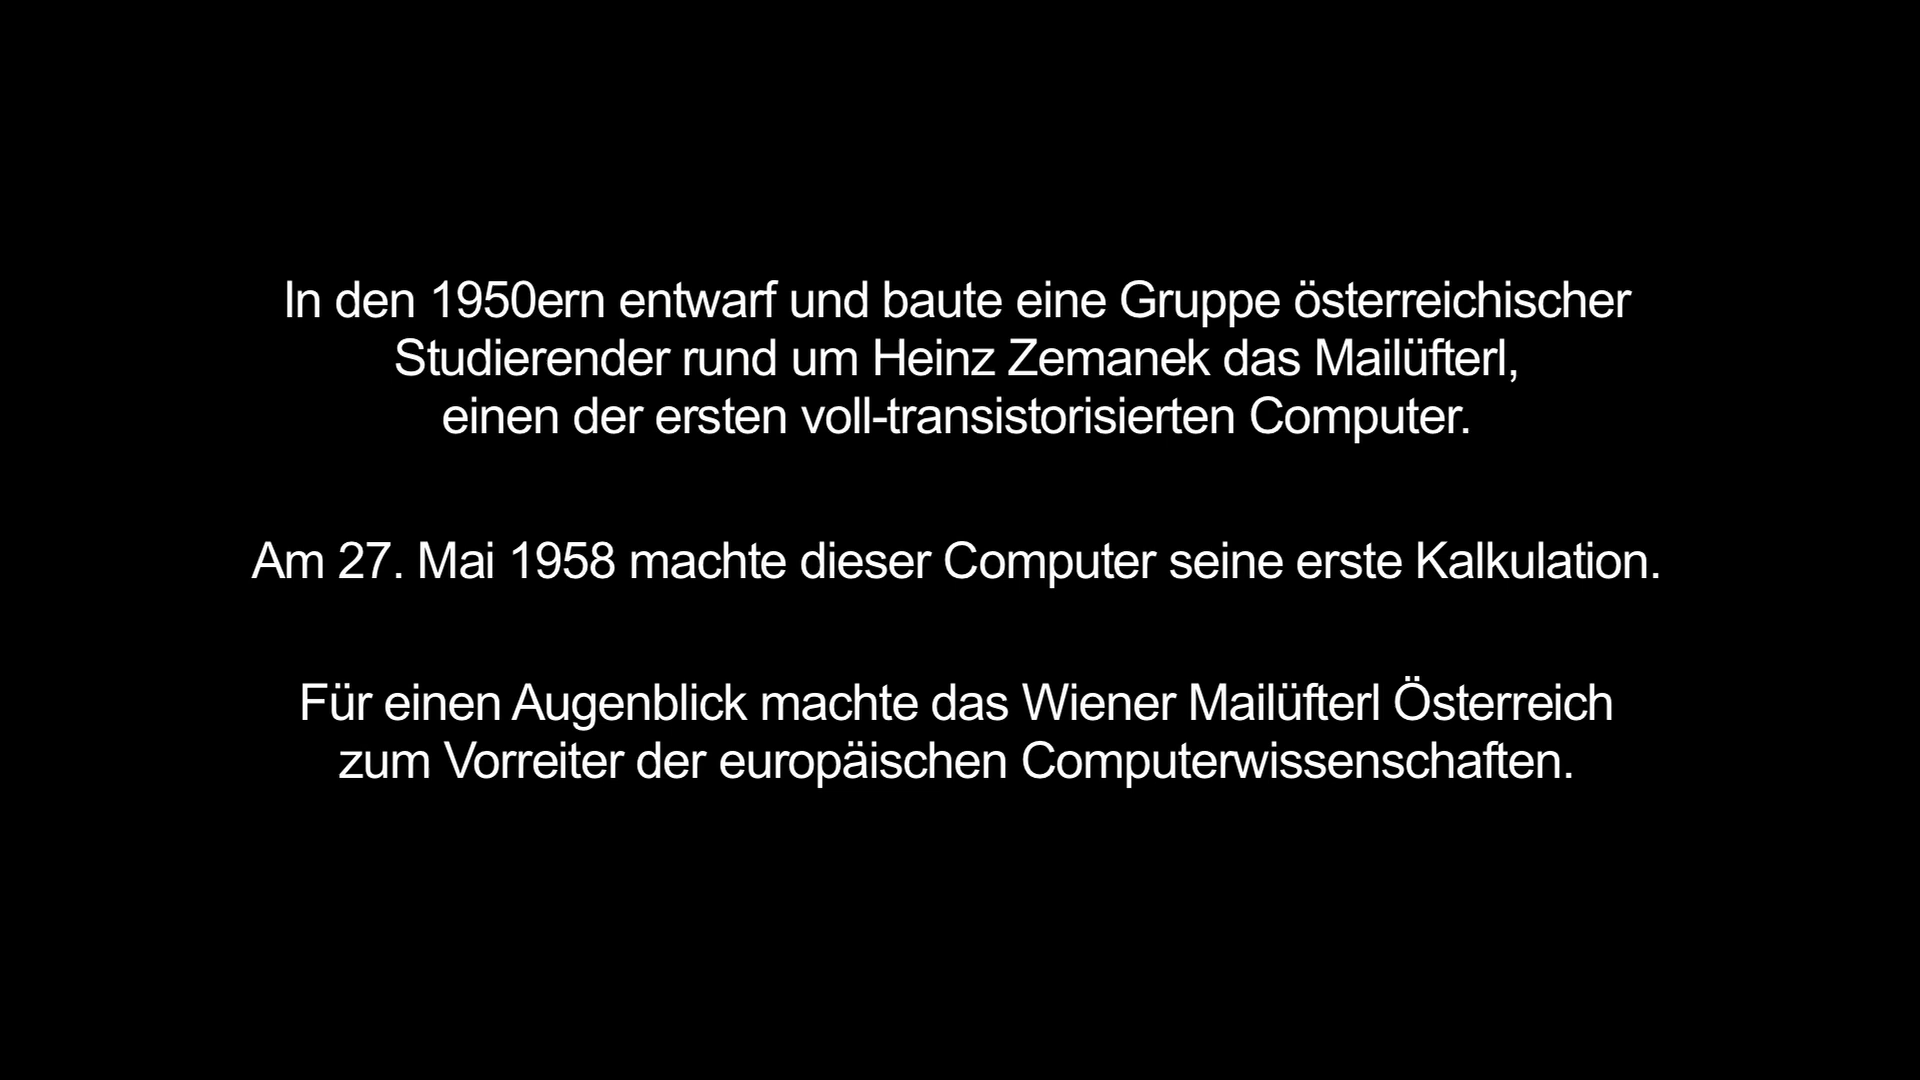 In den 1950ern entwarf und baute eine Gruppe österreichischer
Studierender rund um Heinz Zemanek das Mailüfterl,
einen der ersten voll-transistorisierten Computer.
Am 27. Mai 1958 machte dieser Computer seine erste Kalkulation.
Für einen Augenblick machte das Wiener Mailüfterl Österreich
zum Vorreiter der europäischen Computerwissenschaften.